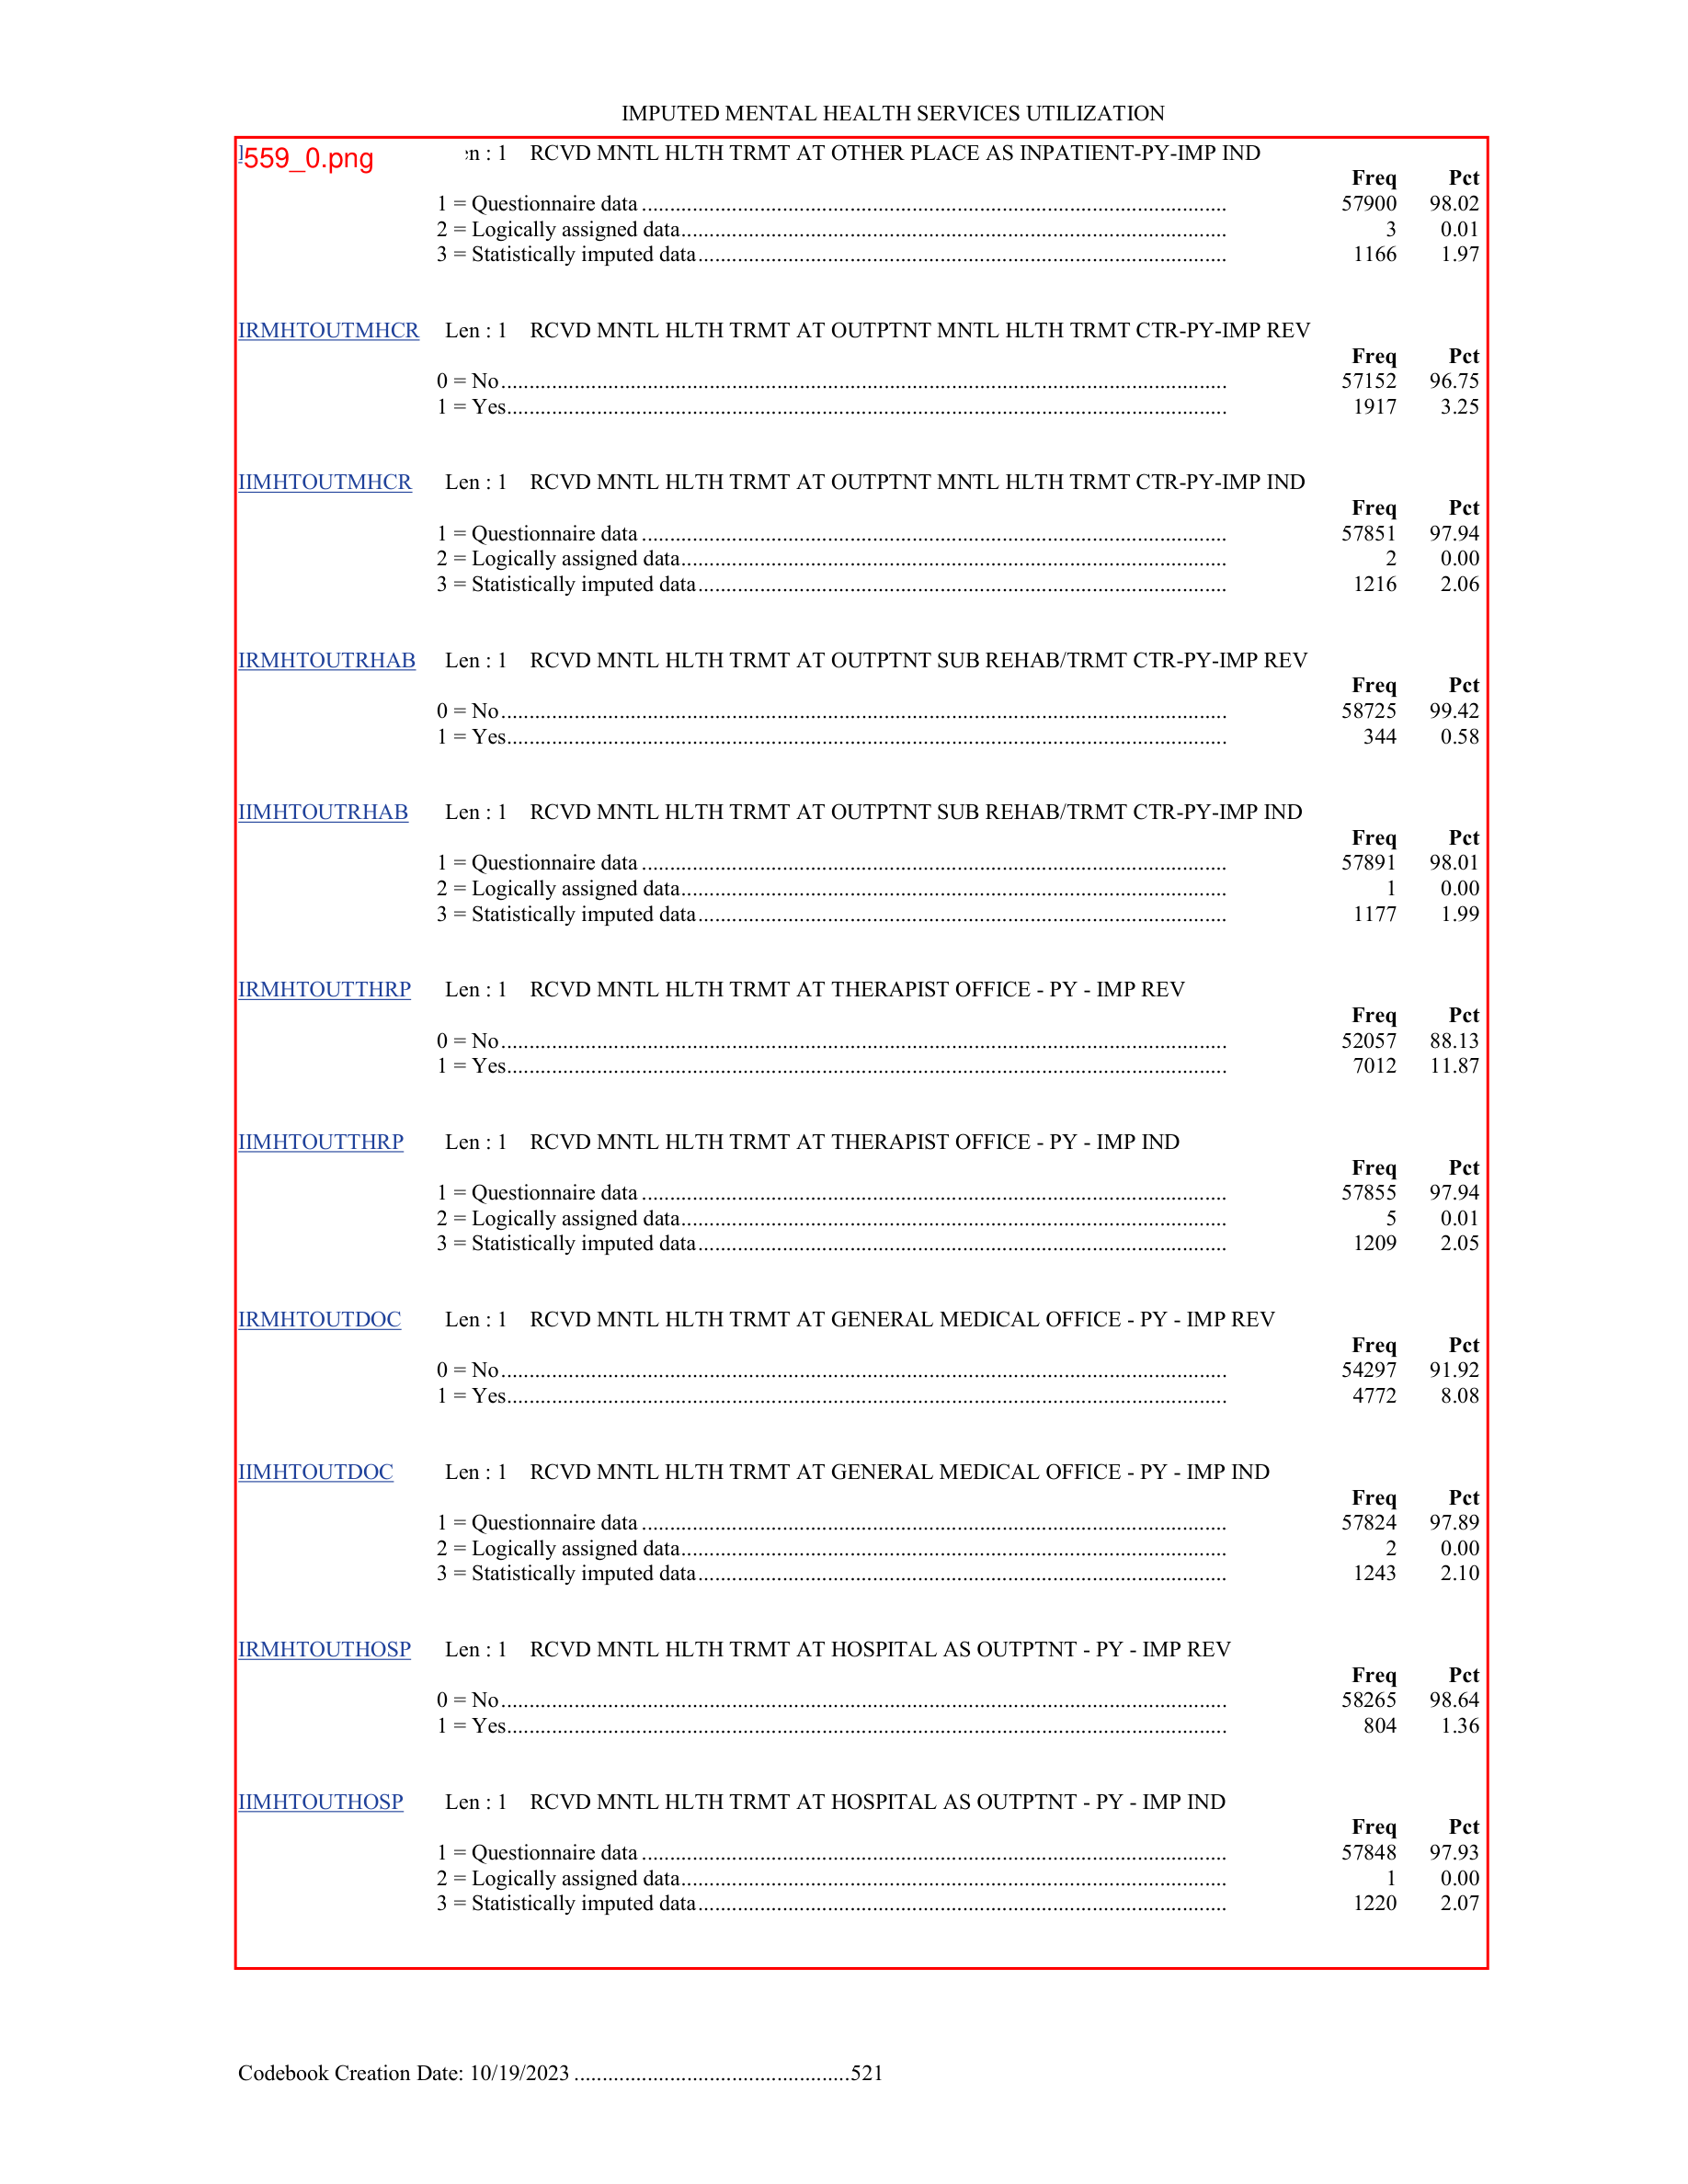 IMPUTED MENTAL HEALTH SERVICES UTILIZATION
559_0.png en : 1 RCVD MNTL HLTH TRMT AT OTHER PLACE AS INPATIENT-PY-IMP IND
Freq Pct
1 = Questionnaire data 57900 98.02
2 = Logically assigned data 3 0.01
3 = Statistically imputed data 1166 1.97
IRMHTOUTMHCR Len : 1 RCVD MNTL HLTH TRMT AT OUTPTNT MNTL HLTH TRMT CTR-PY-IMP REV
Freq Pct
0 = No 57152 96.75
1 = Yes 1917 3.25
IIMHTOUTMHCR Len : 1 RCVD MNTL HLTH TRMT AT OUTPTNT MNTL HLTH TRMT CTR-PY-IMP IND
Freq Pct
1 = Questionnaire data 57851 97.94
2 = Logically assigned data 2 0.00
3 = Statistically imputed data 1216 2.06
IRMHTOUTRHAB Len : 1 RCVD MNTL HLTH TRMT AT OUTPTNT SUB REHAB/TRMT CTR-PY-IMP REV
Freq Pct
0 = No 58725 99.42
1 = Yes 344 0.58
IIMHTOUTRHAB Len : 1 RCVD MNTL HLTH TRMT AT OUTPTNT SUB REHAB/TRMT CTR-PY-IMP IND
Freq Pct
1 = Questionnaire data 57891 98.01
2 = Logically assigned data 1 0.00
3 = Statistically imputed data 1177 1.99
IRMHTOUTTHRP Len : 1 RCVD MNTL HLTH TRMT AT THERAPIST OFFICE - PY - IMP REV
Freq Pct
0 = No 52057 88.13
1 = Yes 7012 11.87
IIMHTOUTTHRP Len : 1 RCVD MNTL HLTH TRMT AT THERAPIST OFFICE - PY - IMP IND
Freq Pct
1 = Questionnaire data 57855 97.94
2 = Logically assigned data 5 0.01
3 = Statistically imputed data 1209 2.05
IRMHTOUTDOC Len : 1 RCVD MNTL HLTH TRMT AT GENERAL MEDICAL OFFICE - PY - IMP REV
Freq Pct
0 = No 54297 91.92
1 = Yes 4772 8.08
IIMHTOUTDOC Len : 1 RCVD MNTL HLTH TRMT AT GENERAL MEDICAL OFFICE - PY - IMP IND
Freq Pct
1 = Questionnaire data 57824 97.89
2 = Logically assigned data 2 0.00
3 = Statistically imputed data 1243 2.10
IRMHTOUTHOSP Len : 1 RCVD MNTL HLTH TRMT AT HOSPITAL AS OUTPTNT - PY - IMP REV
Freq Pct
0 = No 58265 98.64
1 = Yes 804 1.36
IIMHTOUTHOSP Len : 1 RCVD MNTL HLTH TRMT AT HOSPITAL AS OUTPTNT - PY - IMP IND
Freq Pct
1 = Questionnaire data 57848 97.93
2 = Logically assigned data 1 0.00
3 = Statistically imputed data 1220 2.07
Codebook Creation Date: 10/19/2023 .................................................521